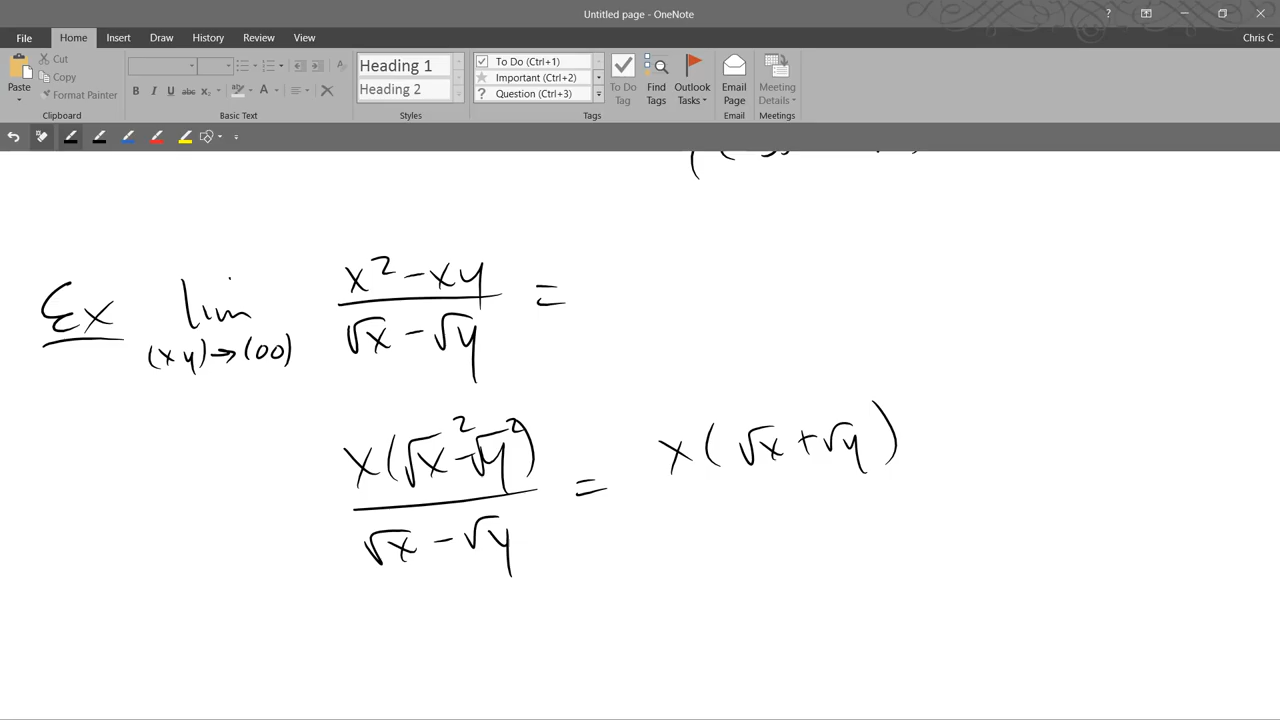 Untitled page - OneNote
File Home Insert Draw History Review View Chris C
Paste
Cut
Copy
Format Painter
Clipboard
B I U abc x₂ A
Basic Text
Heading 1
Heading 2
Styles
To Do (Ctrl+1)
Important (Ctrl+2)
Question (Ctrl+3)
To Do Tag
Find Tags
Outlook Tasks
Tags
Email Page
Email
Meeting Details
Meetings
Ex lim (x y)→(0 0) (x² - xy)/(√x - √y) =
x(√x² - √y²)/(√x - √y) = x(√x + √y)